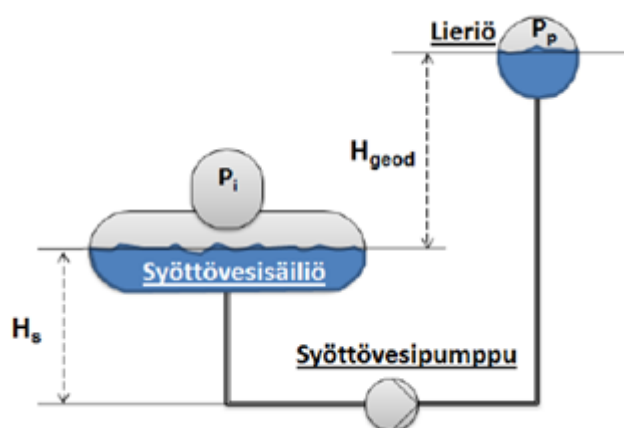 Lieriö
Pp
Hgeod
Pi
Syöttövesisäiliö
Hs
Syöttövesipumppu